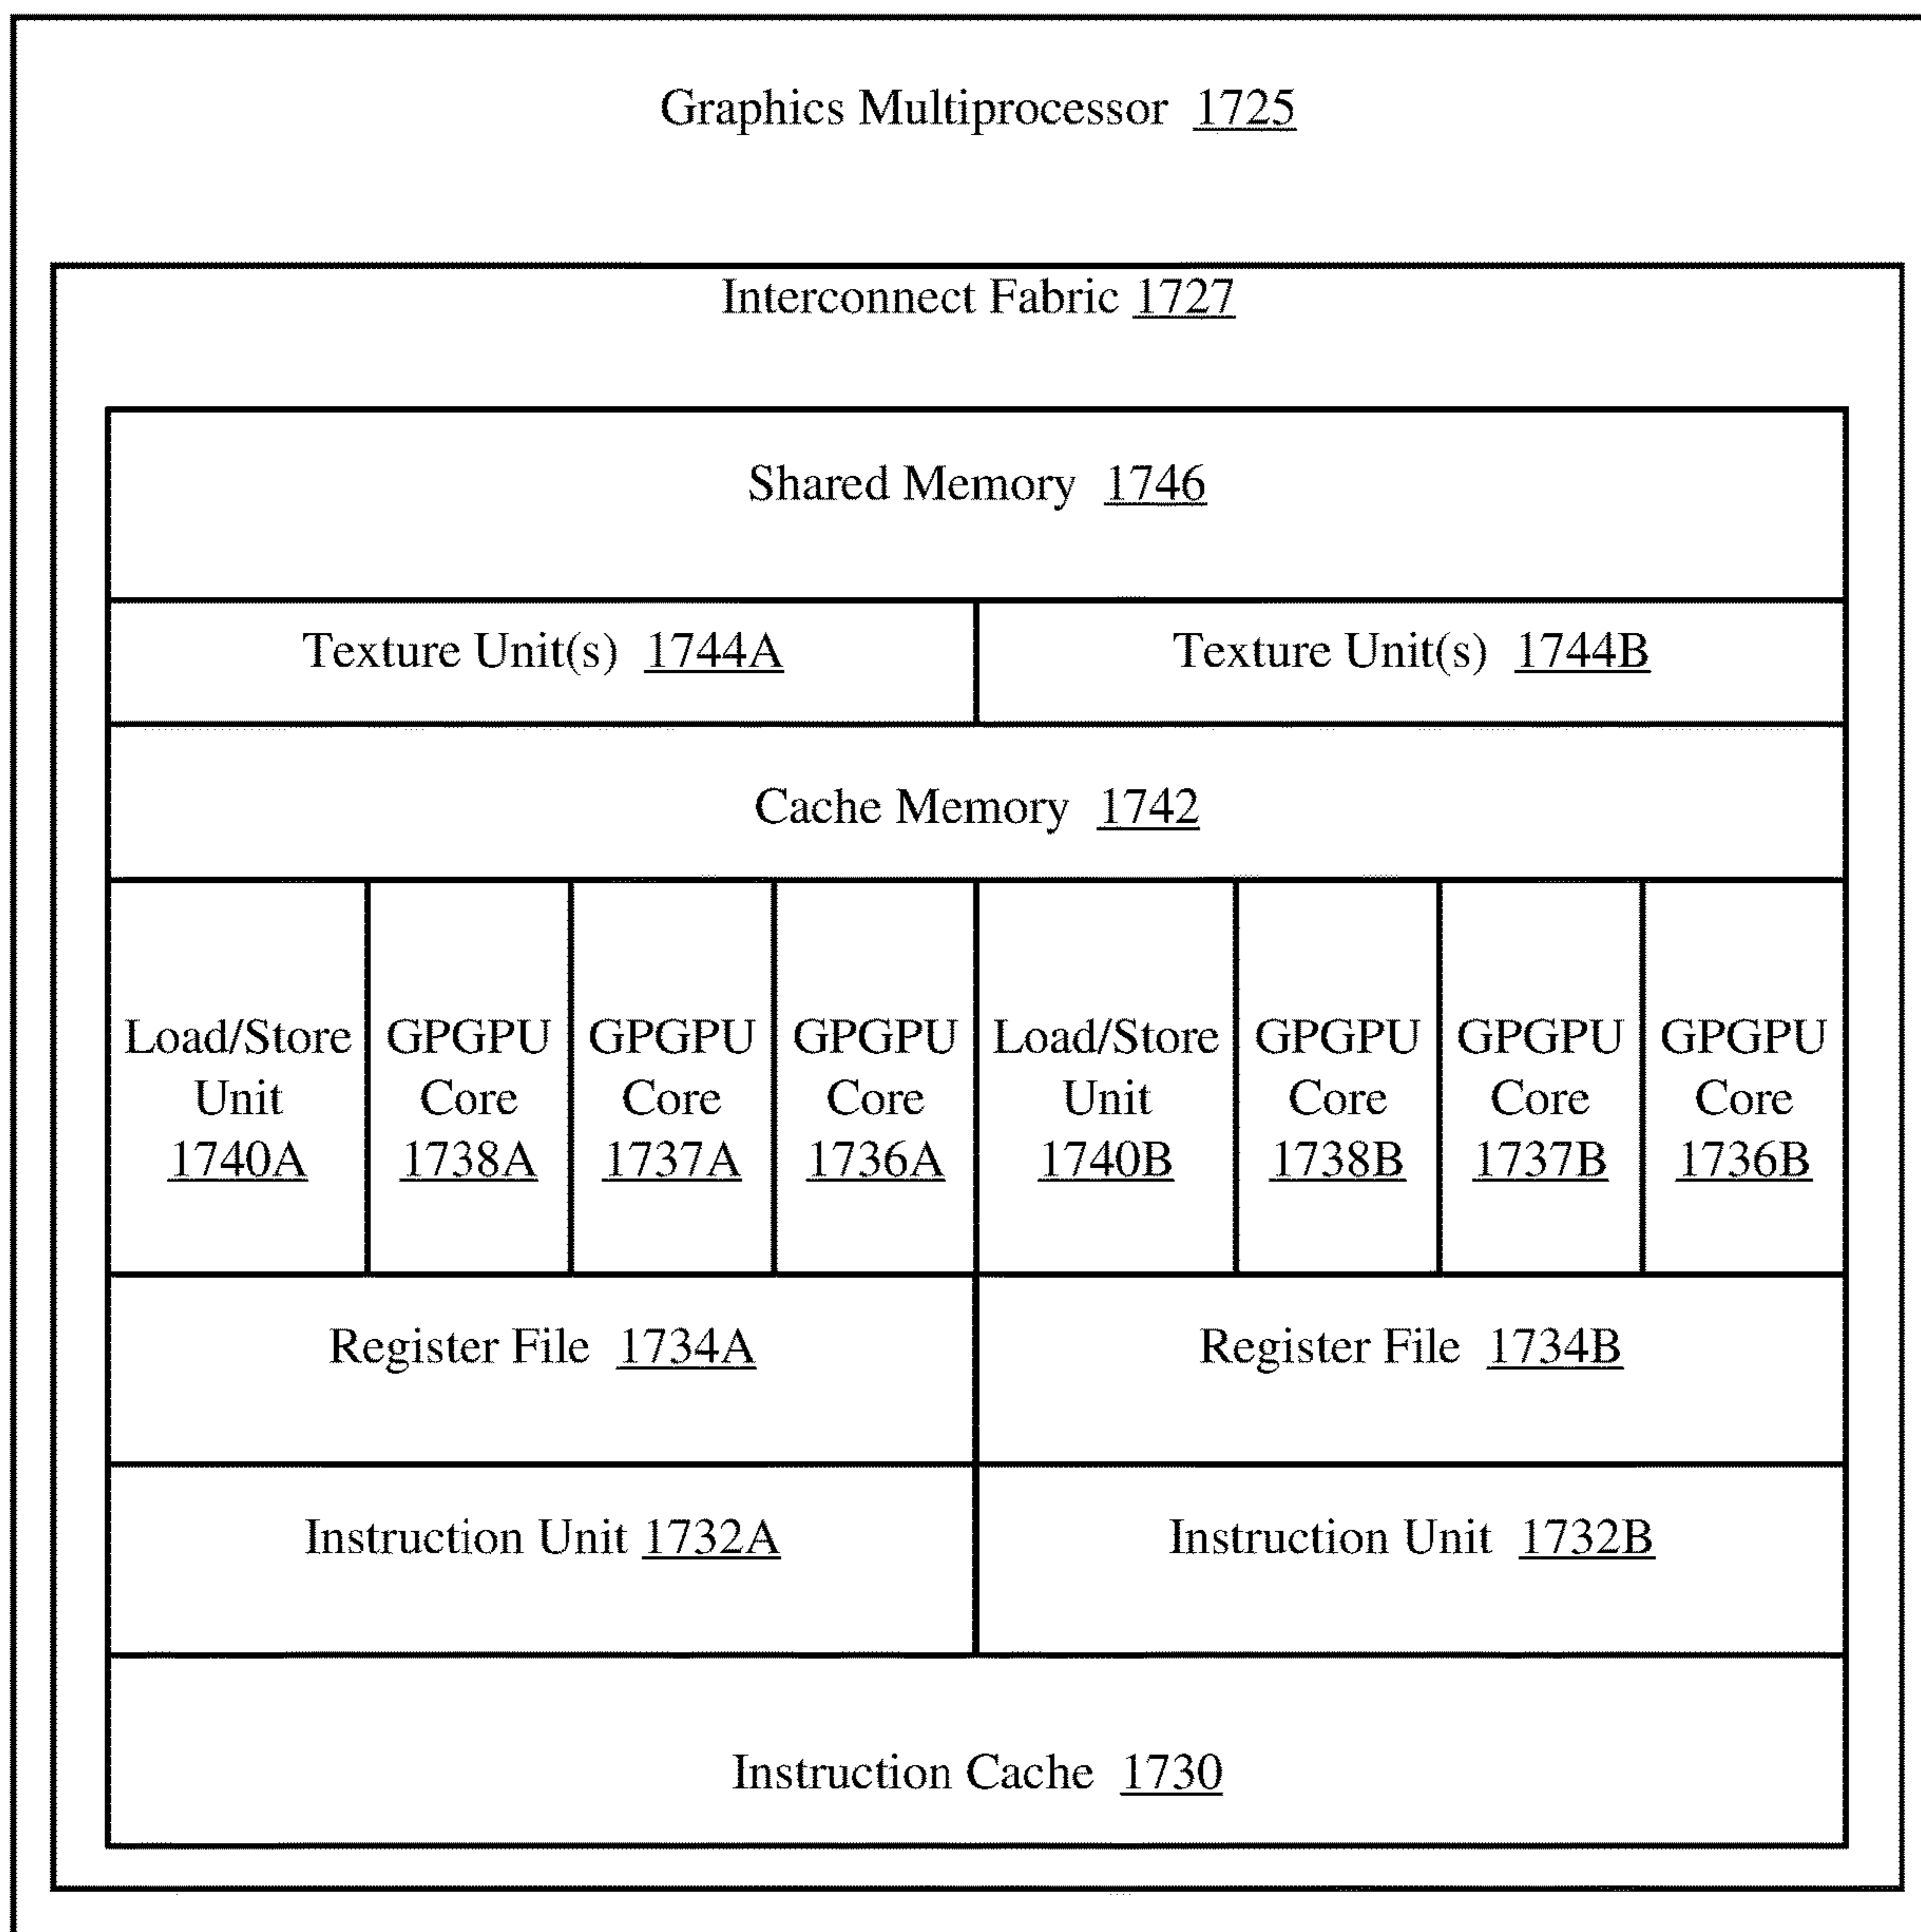 Graphics Multiprocessor 1725
Interconnect Fabric 1727
Shared Memory 1746
Texture Unit(s) 1744A
Texture Unit(s) 1744B
Cache Memory 1742
Load/Store
Unit
1740A
GPGPU
Core
1738A
GPGPU
Core
1737A
GPGPU
Core
1736A
Load/Store
Unit
1740B
GPGPU
Core
1738B
GPGPU
Core
1737B
GPGPU
Core
1736B
Register File 1734A
Register File 1734B
Instruction Unit 1732A
Instruction Unit 1732B
Instruction Cache 1730